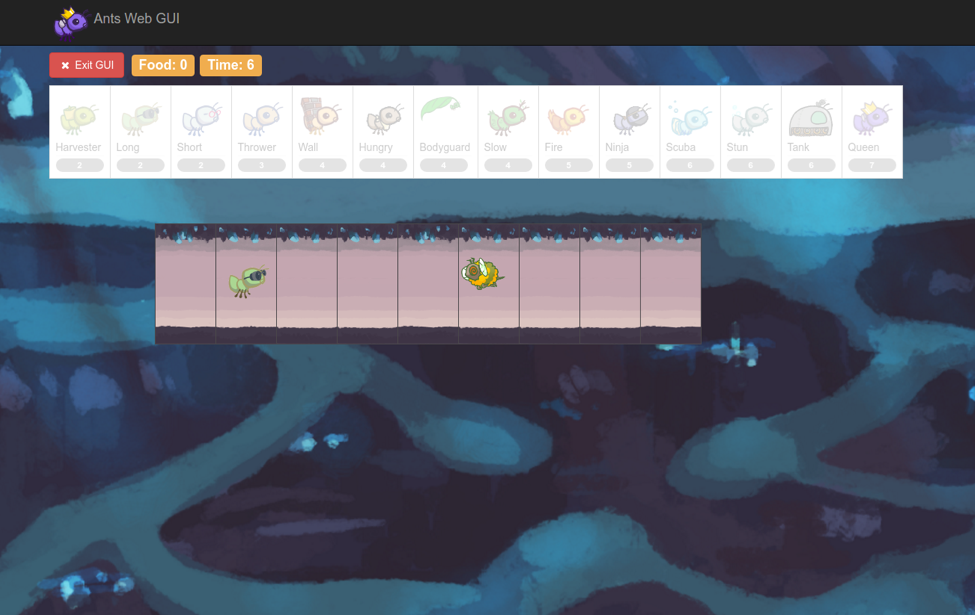 Ants Web GUI
✖ Exit GUI Food: 0 Time: 6
Harvester Long Short Thrower Wall Hungry Bodyguard Slow Fire Ninja Scuba Stun Tank Queen
2 2 2 3 4 4 4 4 5 5 6 6 6 7